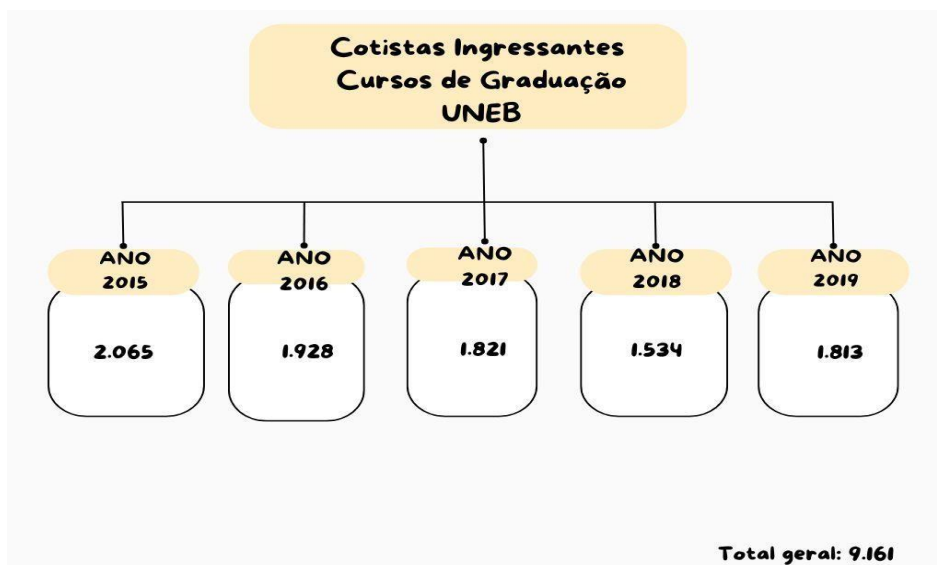 Cotistas Ingressantes
Cursos de Graduação
UNEB
ANO
2015
ANO
2016
ANO
2017
ANO
2018
ANO
2019
2.065
1.928
1.821
1.534
1.813
Total geral: 9.161